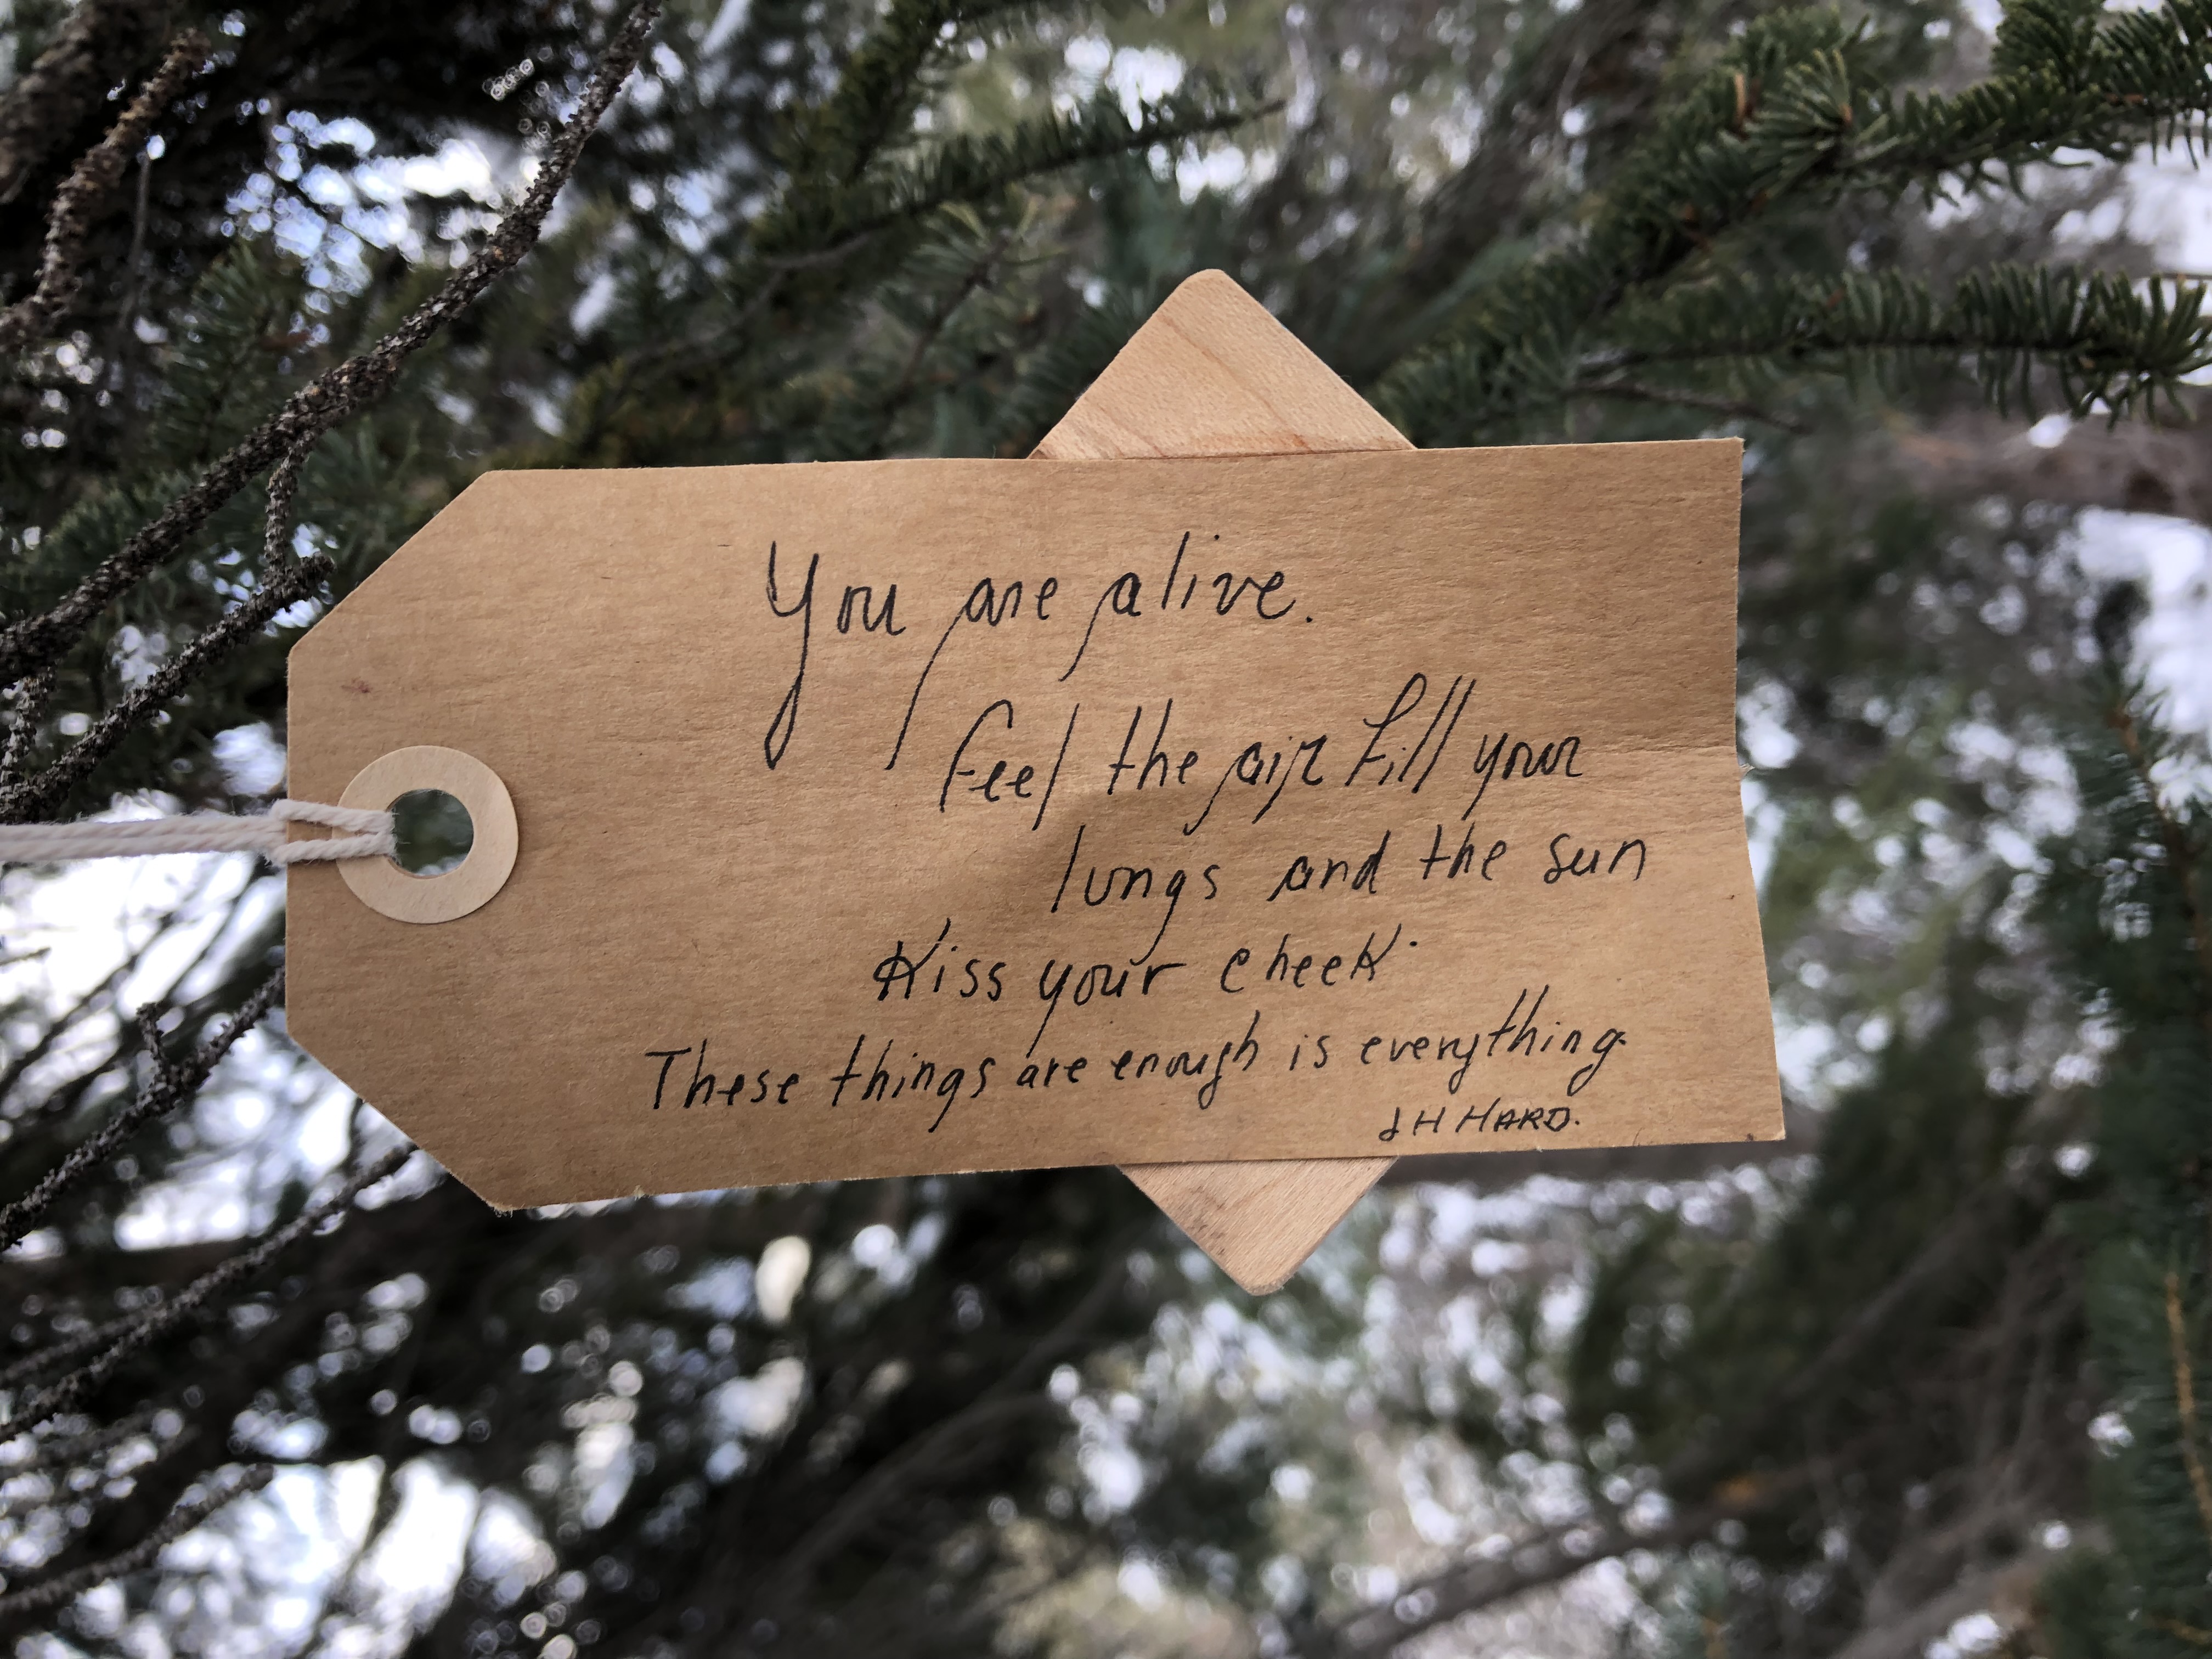 You are alive.
Feel the air fill your
lungs and the sun
kiss your cheek.
These things are enough is everything
J H HARD.